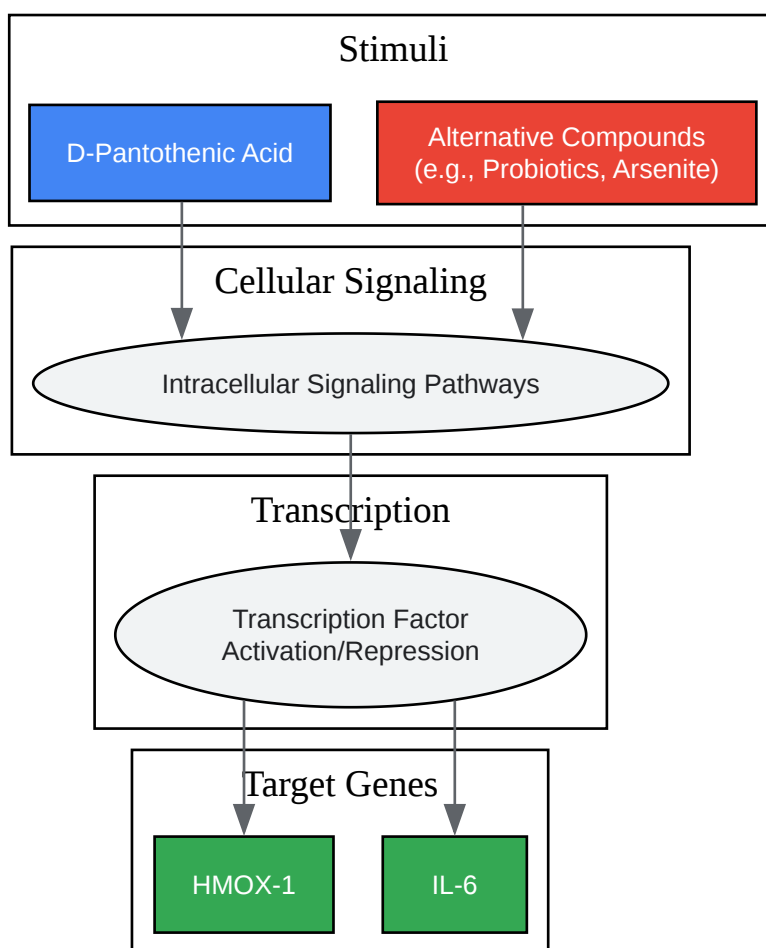 Stimuli
D-Pantothenic Acid
Alternative Compounds
(e.g., Probiotics, Arsenite)
Cellular Signaling
Intracellular Signaling Pathways
Transcription
Transcription Factor
Activation/Repression
Target Genes
HMOX-1
IL-6